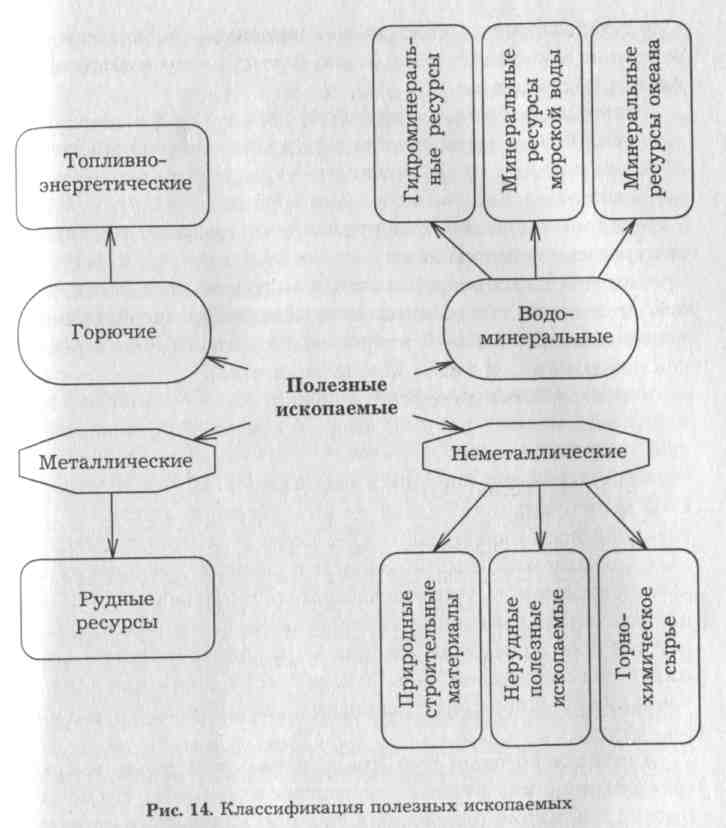 Гидроминераль-
ные ресурсы
Минеральные
ресурсы
морской воды
Минеральные
ресурсы океана
Топливно-
энергетические
Горючие
Водо-
минеральные
Полезные
ископаемые
Металлические
Неметаллические
Рудные
ресурсы
Природные
строительные
материалы
Нерудные
полезные
ископаемые
Горно-
химическое
сырье
Рис. 14. Классификация полезных ископаемых